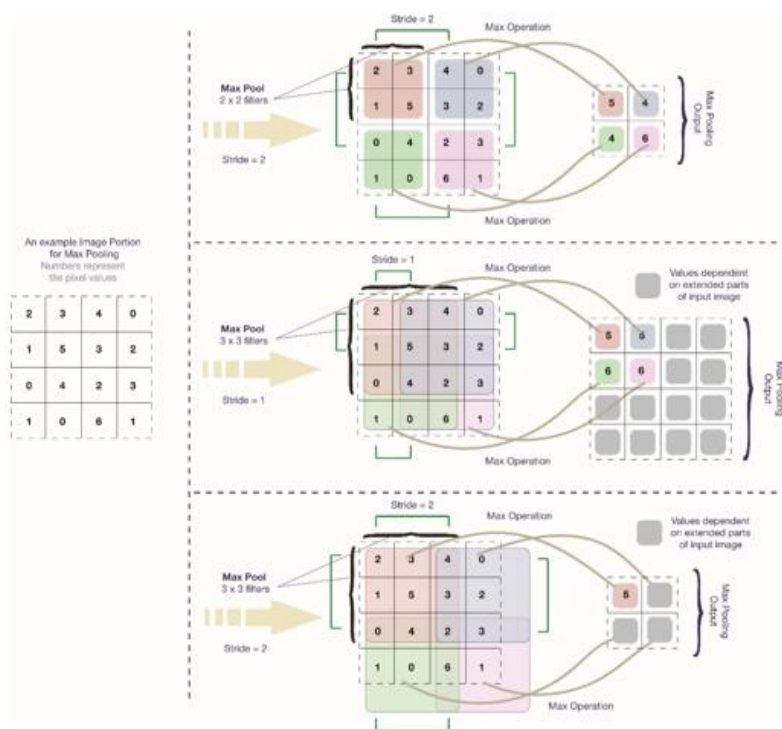 An example Image Portion
for Max Pooling
Numbers represent
the pixel values
2 3 4 0
1 5 3 2
0 4 2 3
1 0 6 1
Stride = 2
Max Operation
Max Pool
2 x 2 filters
Stride = 2
2 3 4 0
1 5 3 2
0 4 2 3
1 0 6 1
Max Operation
5 4
4 6
Max Pooling
Output
Stride = 1
Max Operation
Max Pool
3 x 3 filters
Stride = 1
2 3 4 0
1 5 3 2
0 4 2 3
1 0 6 1
Max Operation
Values dependent
on extended parts
of input image
5 5
6 6
Max Pooling
Output
Stride = 2
Max Operation
Max Pool
3 x 3 filters
Stride = 2
2 3 4 0
1 5 3 2
0 4 2 3
1 0 6 1
Max Operation
Values dependent
on extended parts
of input image
5
Max Pooling
Output